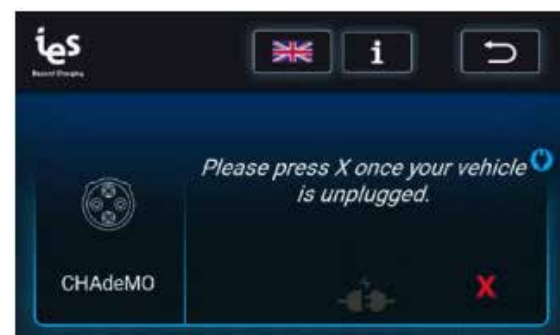 ies
i
Please press X once your vehicle
is unplugged.
CHAdeMO
X